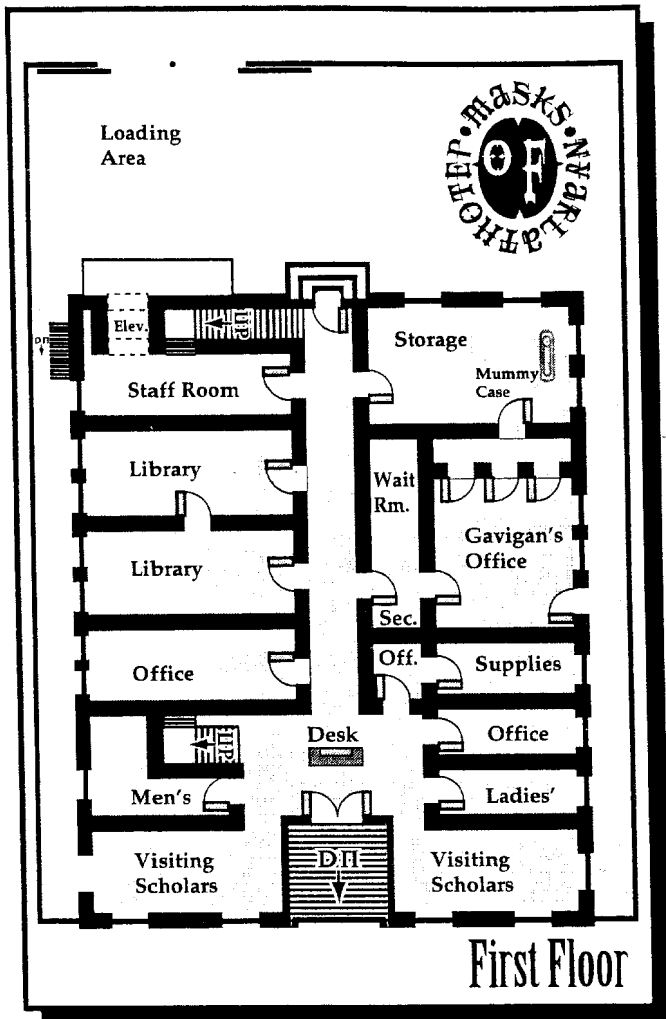 Loading
Area
• MASKS • NYARLATHOTEP
OF
Elev.
UP
Dn
Storage
Mummy
Case
Staff Room
Library
Wait
Rm.
Gavigan's
Office
Library
Sec.
Off.
Supplies
Office
UP
Desk
Office
Men's
Ladies'
Visiting
Scholars
DN
Visiting
Scholars
First Floor